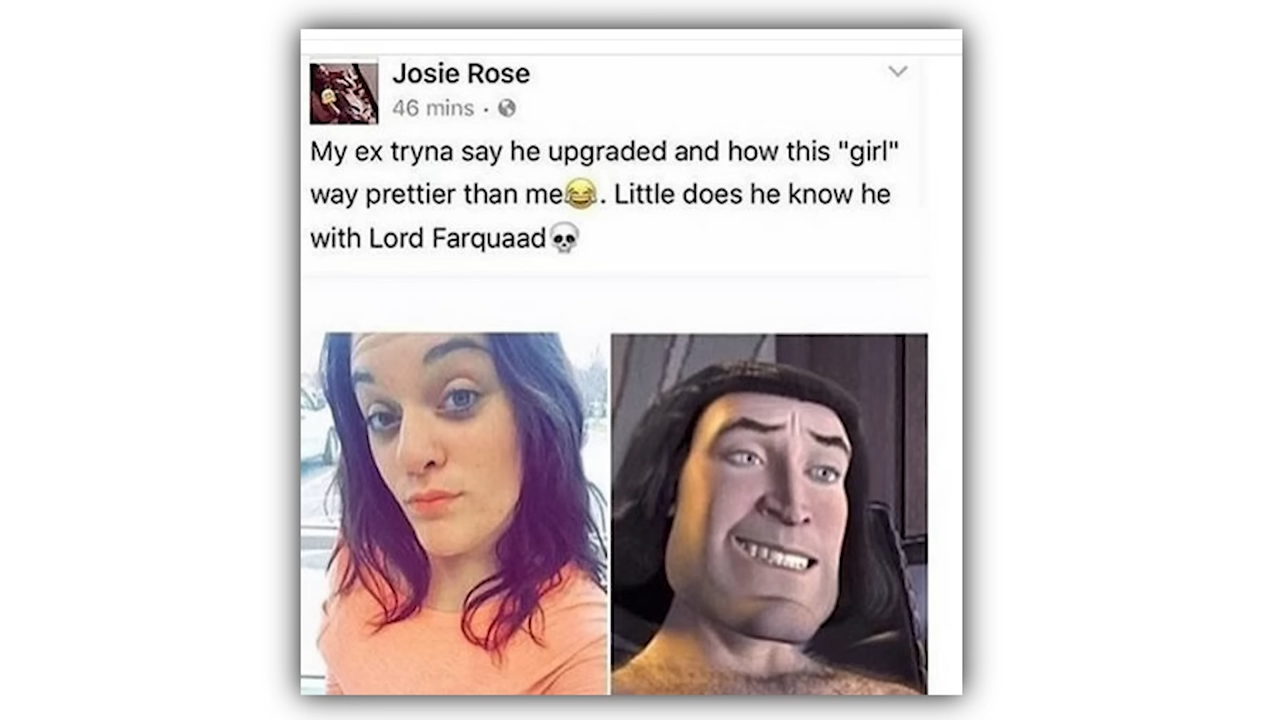 Josie Rose
46 mins ·
My ex tryna say he upgraded and how this "girl"
way prettier than me😂. Little does he know he
with Lord Farquaad💀